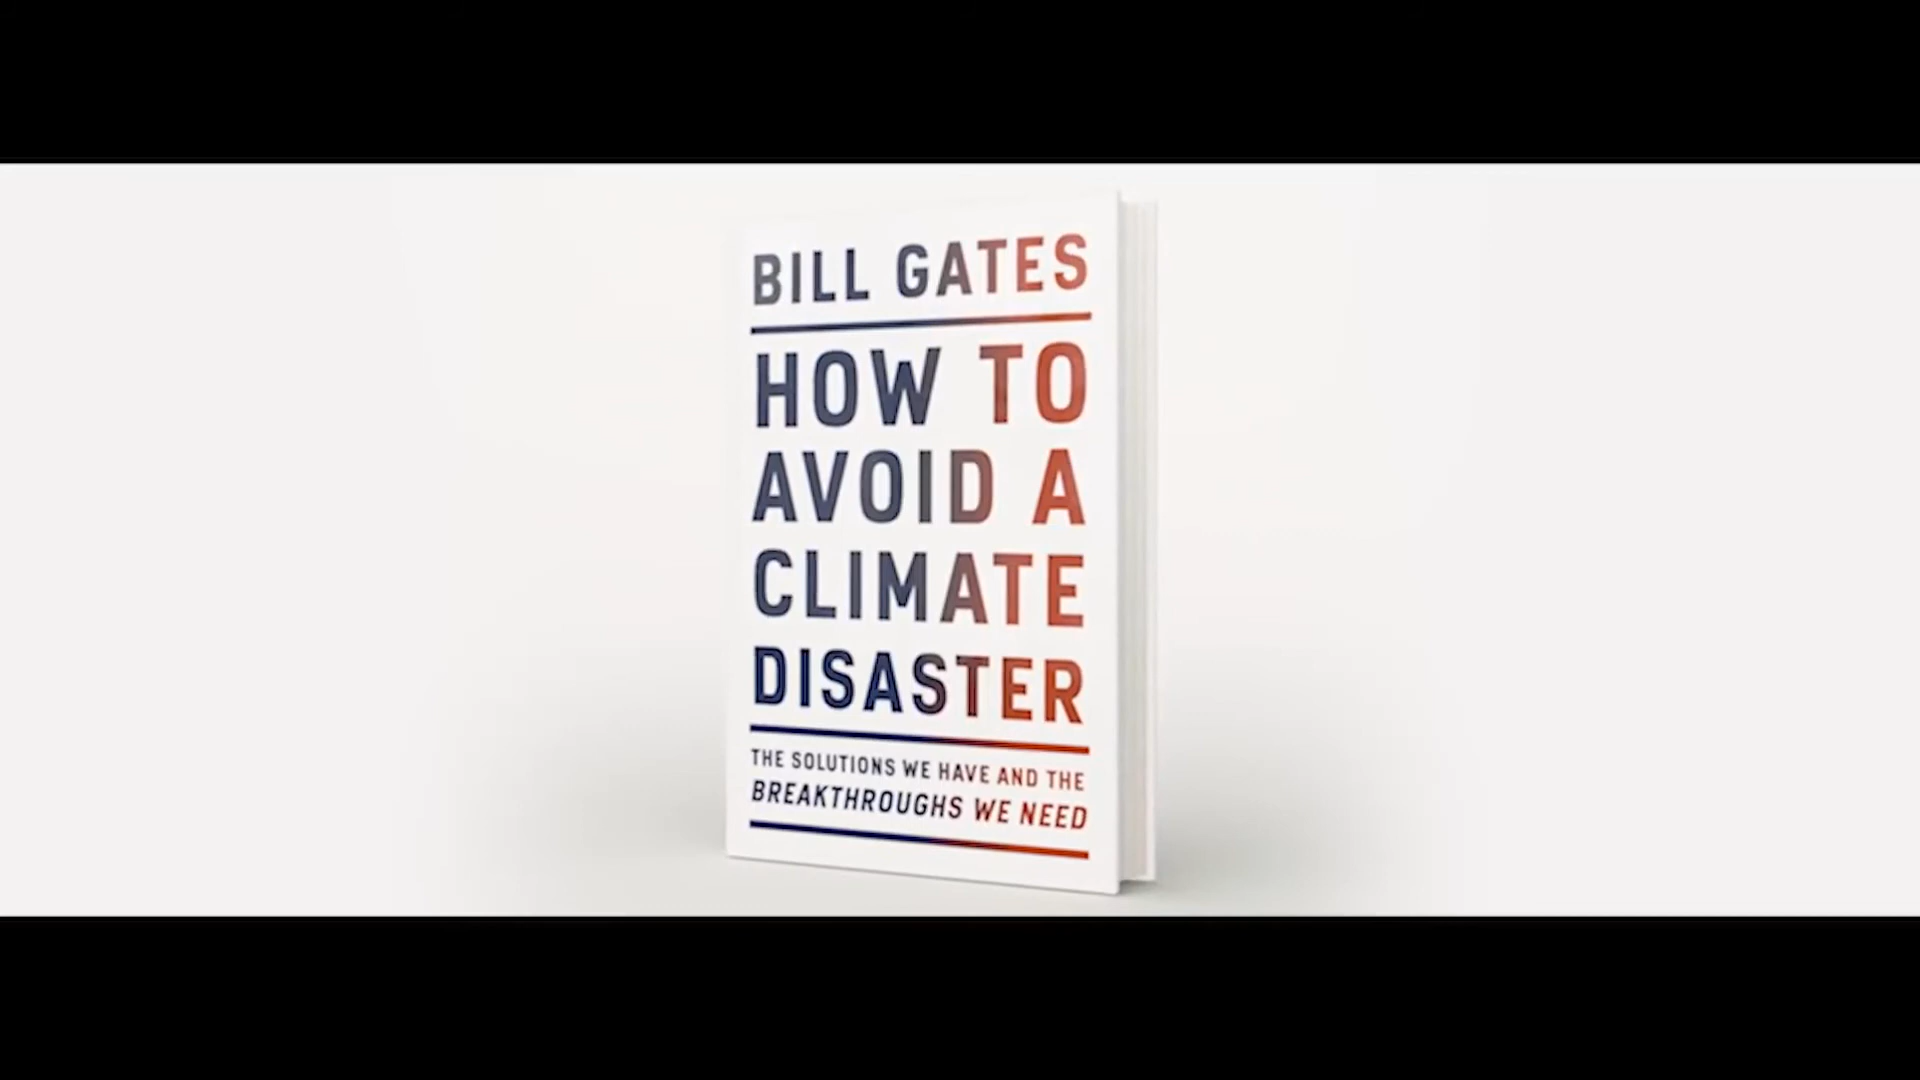 BILL GATES
HOW TO
AVOID A
CLIMATE
DISASTER
THE SOLUTIONS WE HAVE AND THE
BREAKTHROUGHS WE NEED